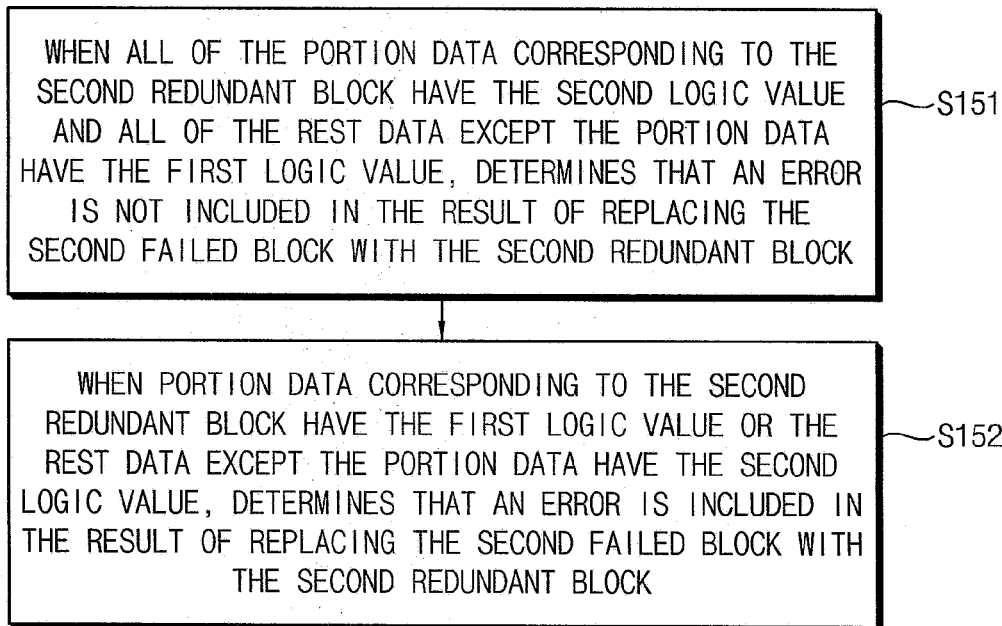 WHEN ALL OF THE PORTION DATA CORRESPONDING TO THE
SECOND REDUNDANT BLOCK HAVE THE SECOND LOGIC VALUE
AND ALL OF THE REST DATA EXCEPT THE PORTION DATA
HAVE THE FIRST LOGIC VALUE, DETERMINES THAT AN ERROR
IS NOT INCLUDED IN THE RESULT OF REPLACING THE
SECOND FAILED BLOCK WITH THE SECOND REDUNDANT BLOCK
S151
WHEN PORTION DATA CORRESPONDING TO THE SECOND
REDUNDANT BLOCK HAVE THE FIRST LOGIC VALUE OR THE
REST DATA EXCEPT THE PORTION DATA HAVE THE SECOND
LOGIC VALUE, DETERMINES THAT AN ERROR IS INCLUDED IN
THE RESULT OF REPLACING THE SECOND FAILED BLOCK WITH
THE SECOND REDUNDANT BLOCK
S152